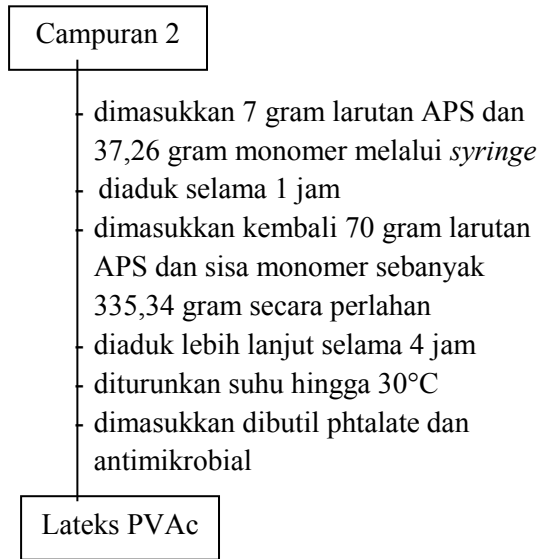 Campuran 2
- dimasukkan 7 gram larutan APS dan
37,26 gram monomer melalui syringe
- diaduk selama 1 jam
- dimasukkan kembali 70 gram larutan
APS dan sisa monomer sebanyak
335,34 gram secara perlahan
- diaduk lebih lanjut selama 4 jam
- diturunkan suhu hingga 30°C
- dimasukkan dibutil phtalate dan
antimikrobial
Lateks PVAc